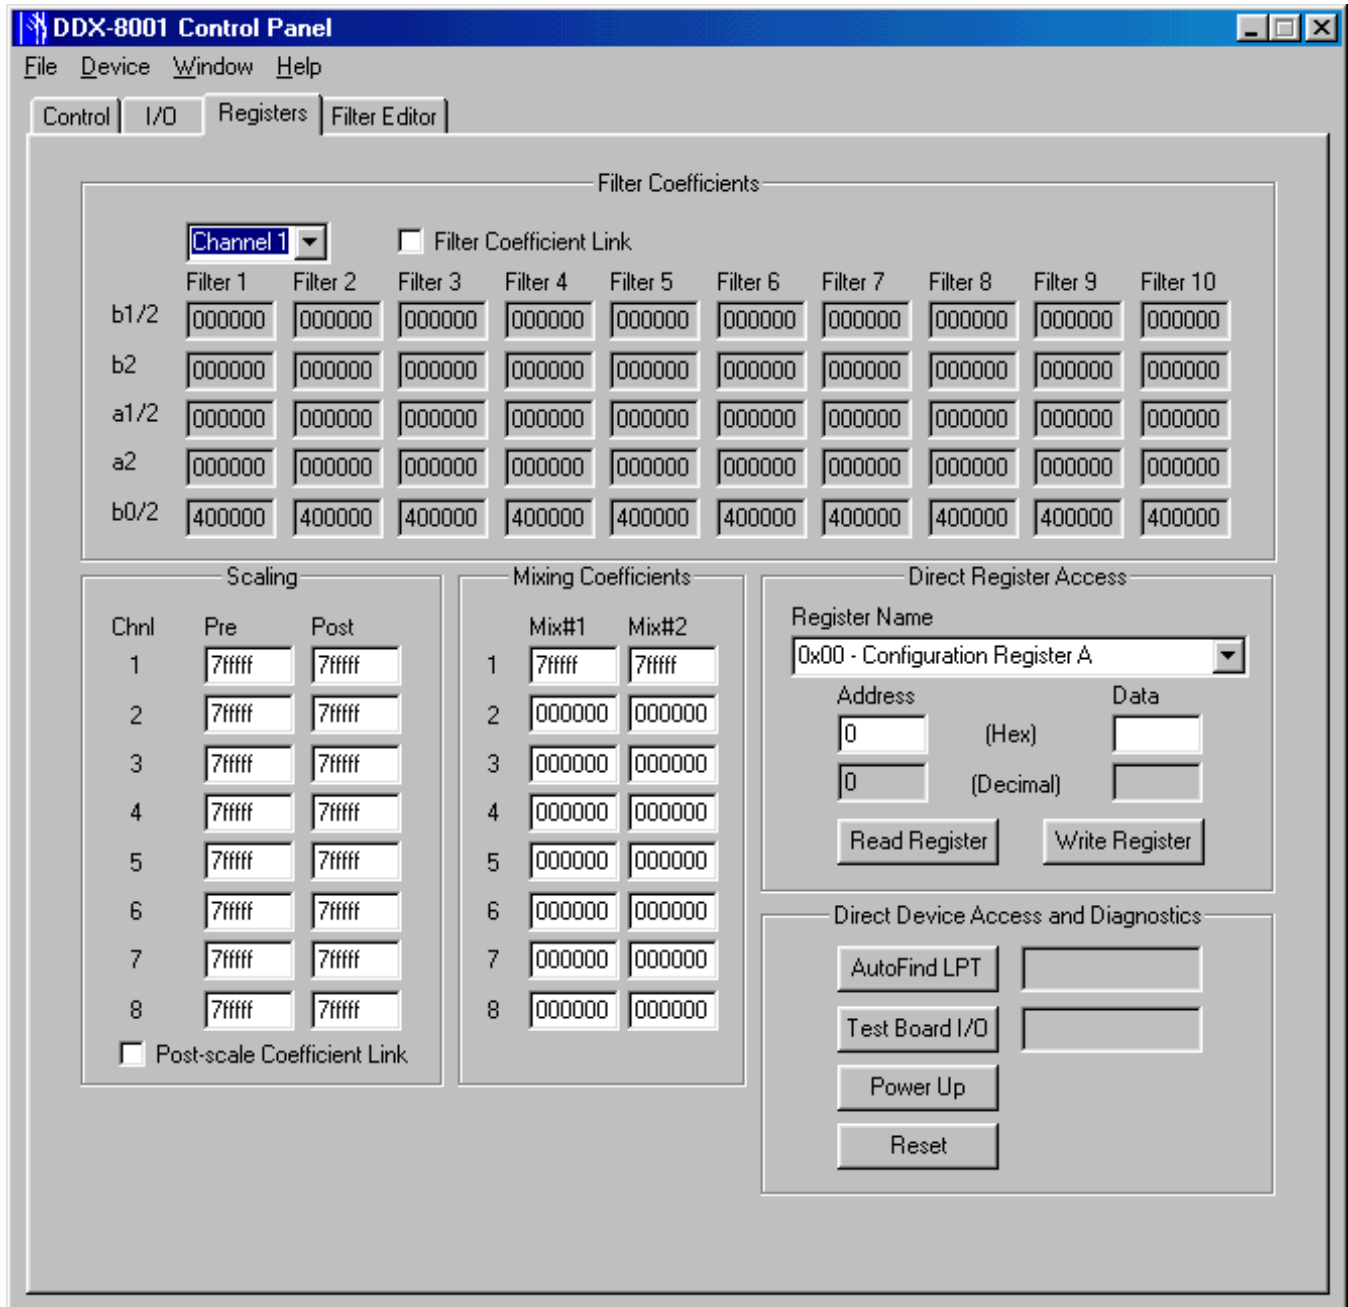 DDX-8001 Control Panel
File Device Window Help
Control I/O Registers Filter Editor
Filter Coefficients
Channel 1 Filter Coefficient Link
Filter 1 Filter 2 Filter 3 Filter 4 Filter 5 Filter 6 Filter 7 Filter 8 Filter 9 Filter 10
b1/2 000000 000000 000000 000000 000000 000000 000000 000000 000000 000000
b2 000000 000000 000000 000000 000000 000000 000000 000000 000000 000000
a1/2 000000 000000 000000 000000 000000 000000 000000 000000 000000 000000
a2 000000 000000 000000 000000 000000 000000 000000 000000 000000 000000
b0/2 400000 400000 400000 400000 400000 400000 400000 400000 400000 400000
Scaling
Chnl Pre Post
1 7fffff 7fffff
2 7fffff 7fffff
3 7fffff 7fffff
4 7fffff 7fffff
5 7fffff 7fffff
6 7fffff 7fffff
7 7fffff 7fffff
8 7fffff 7fffff
Post-scale Coefficient Link
Mixing Coefficients
Mix#1 Mix#2
1 7fffff 7fffff
2 000000 000000
3 000000 000000
4 000000 000000
5 000000 000000
6 000000 000000
7 000000 000000
8 000000 000000
Direct Register Access
Register Name
0x00 - Configuration Register A
Address Data
0 (Hex)
0 (Decimal)
Read Register Write Register
Direct Device Access and Diagnostics
AutoFind LPT
Test Board I/O
Power Up
Reset